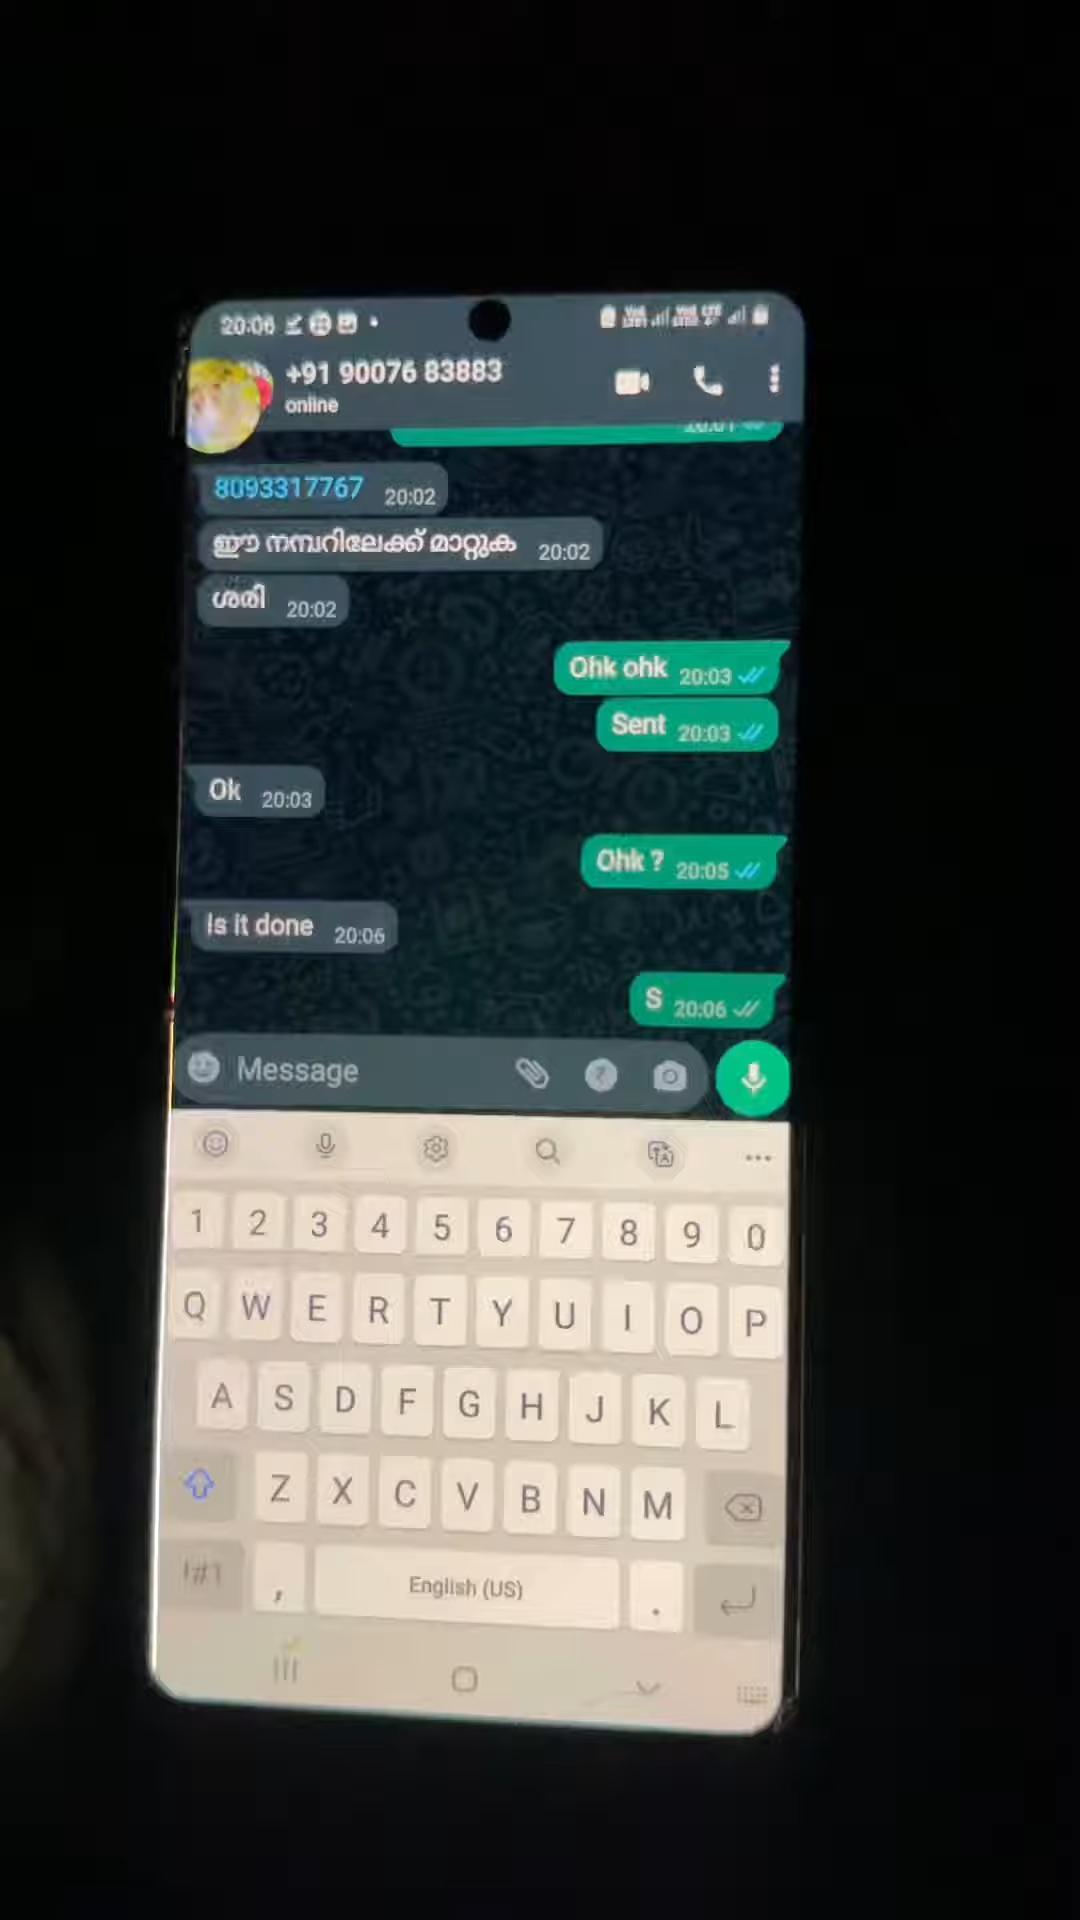 20:06
+91 90076 83883
online
20:01
8093317767 20:02
ഈ നമ്പറിലേക്ക് മാറ്റുക 20:02
ശരി 20:02
Ohk ohk 20:03
Sent 20:03
Ok 20:03
Ohk ? 20:05
Is it done 20:06
S 20:06
Message
1 2 3 4 5 6 7 8 9 0
Q W E R T Y U I O P
A S D F G H J K L
Z X C V B N M
!#1 , English (US) .